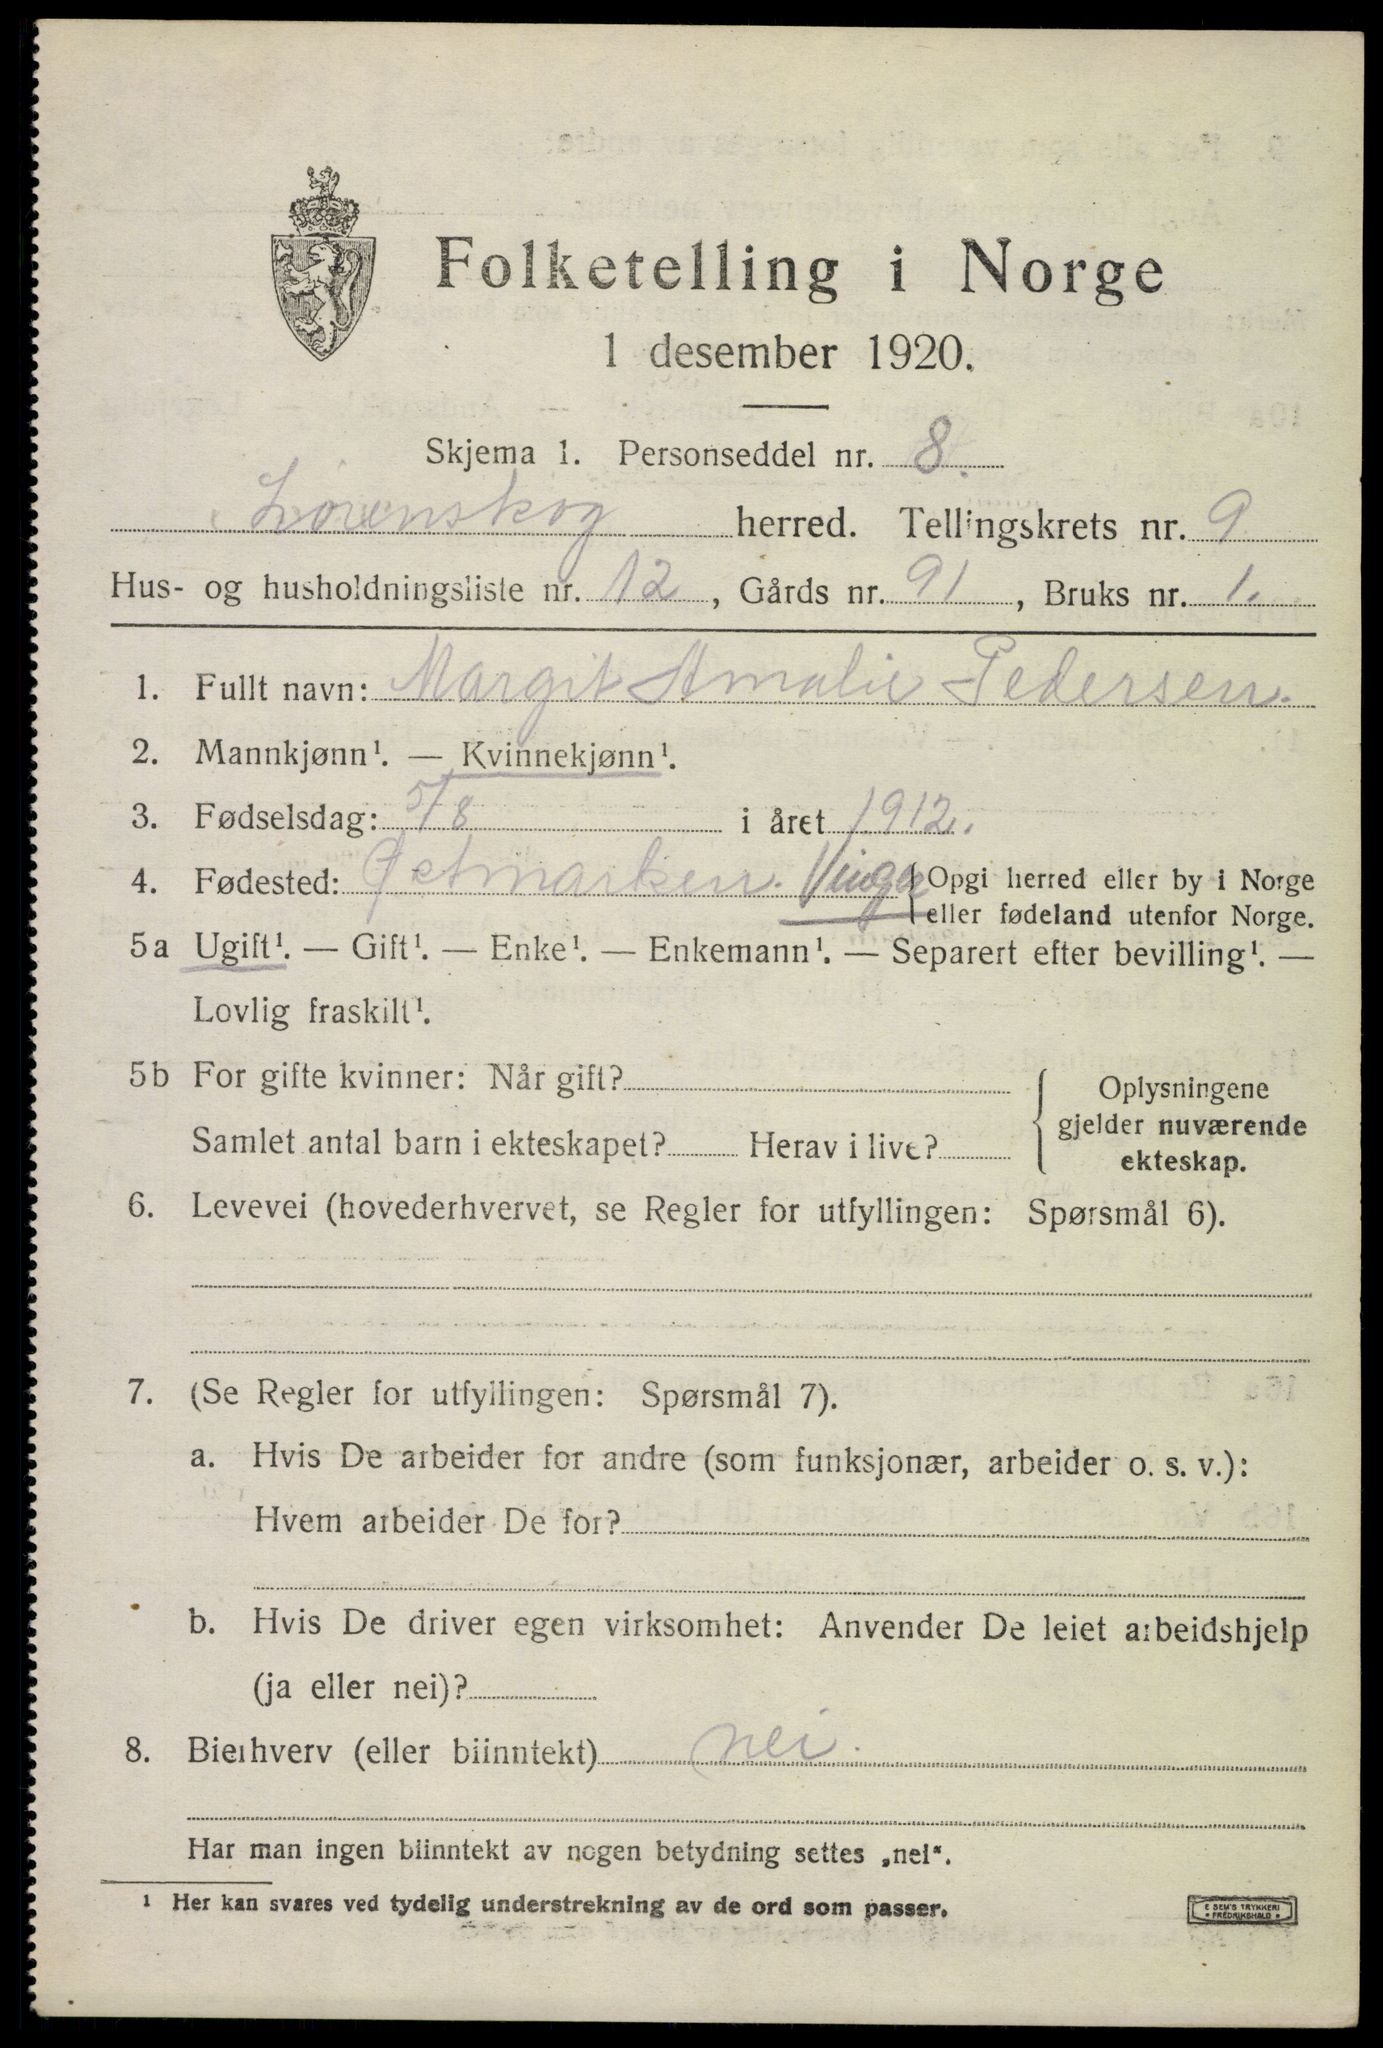 Folketelling i Norge
1 desember 1920.
Skjema 1. Personseddel nr. 8.
Lørenskog herred. Tellingskrets nr. 9
Hus- og husholdningsliste nr. 12, Gårds nr. 91, Bruks nr. 1.
1. Fullt navn: Margit Amalie Pedersen.
2. Mannkjønn¹. — Kvinnekjønn¹.
3. Fødselsdag: 5/8 i året 1912.
4. Fødested: Østmarken. Vinger { Opgi herred eller by i Norge
eller fødeland utenfor Norge.
5a Ugift¹. — Gift¹. — Enke¹. — Enkemann¹. — Separert efter bevilling¹. —
Lovlig fraskilt¹.
5b For gifte kvinner: Når gift?
Samlet antal barn i ekteskapet? Herav i live?
{ Oplysningene
gjelder nuværende
ekteskap.
6. Levevei (hovederhvervet, se Regler for utfyllingen: Spørsmål 6).
7. (Se Regler for utfyllingen: Spørsmål 7).
a. Hvis De arbeider for andre (som funksjonær, arbeider o. s. v.):
Hvem arbeider De for?
b. Hvis De driver egen virksomhet: Anvender De leiet arbeidshjelp
(ja eller nei)?
8. Bierhverv (eller biinntekt) nei.
Har man ingen biinntekt av nogen betydning settes „nei“.
¹ Her kan svares ved tydelig understrekning av de ord som passer.
E SEM'S TRYKKERI
* FREDRIKSHALD *